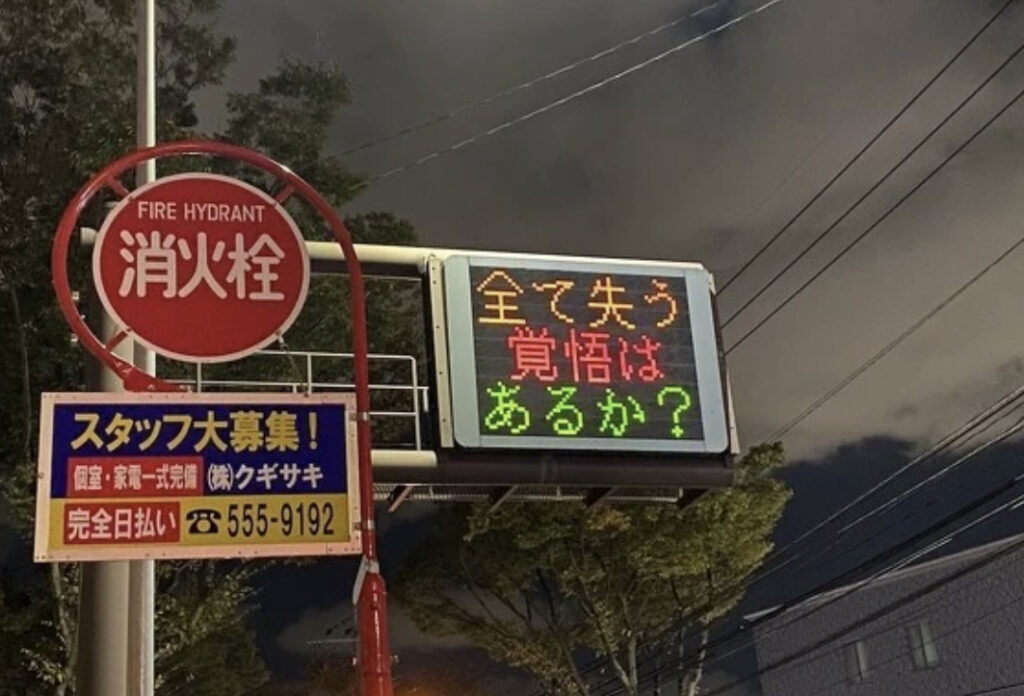 FIRE HYDRANT
消火栓
スタッフ大募集!
個室・家電一式完備 ㈱クギサキ
完全日払い ☎555-9192
全て失う
覚悟は
あるか?